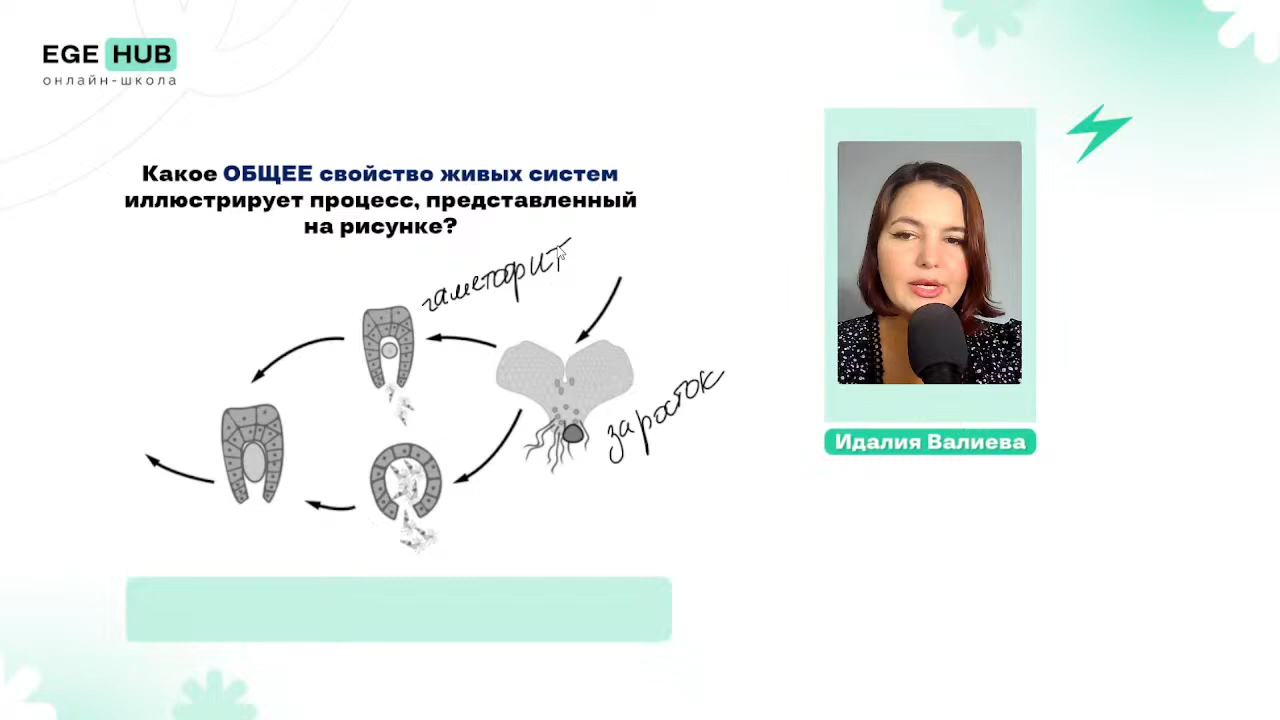 EGE HUB
онлайн-школа
Какое ОБЩЕЕ свойство живых систем
иллюстрирует процесс, представленный
на рисунке?
гаметофит
заросток
Идалия Валиева